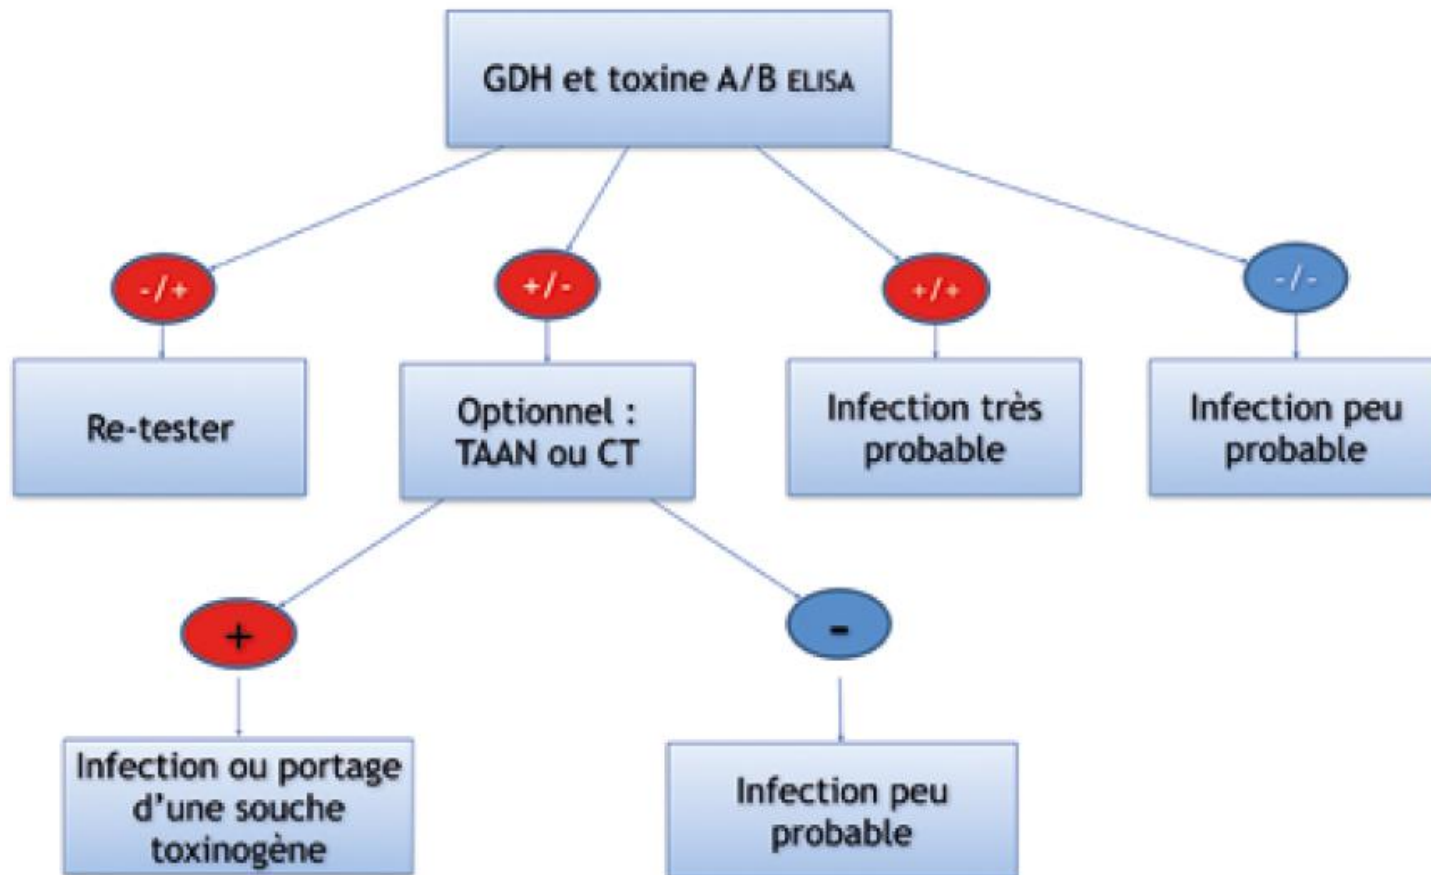 GDH et toxine A/B ELISA
-/+
+/-
+/+
-/-
Re-tester
Optionnel :
TAAN ou CT
Infection très
probable
Infection peu
probable
+
-
Infection ou portage
d’une souche
toxinogène
Infection peu
probable